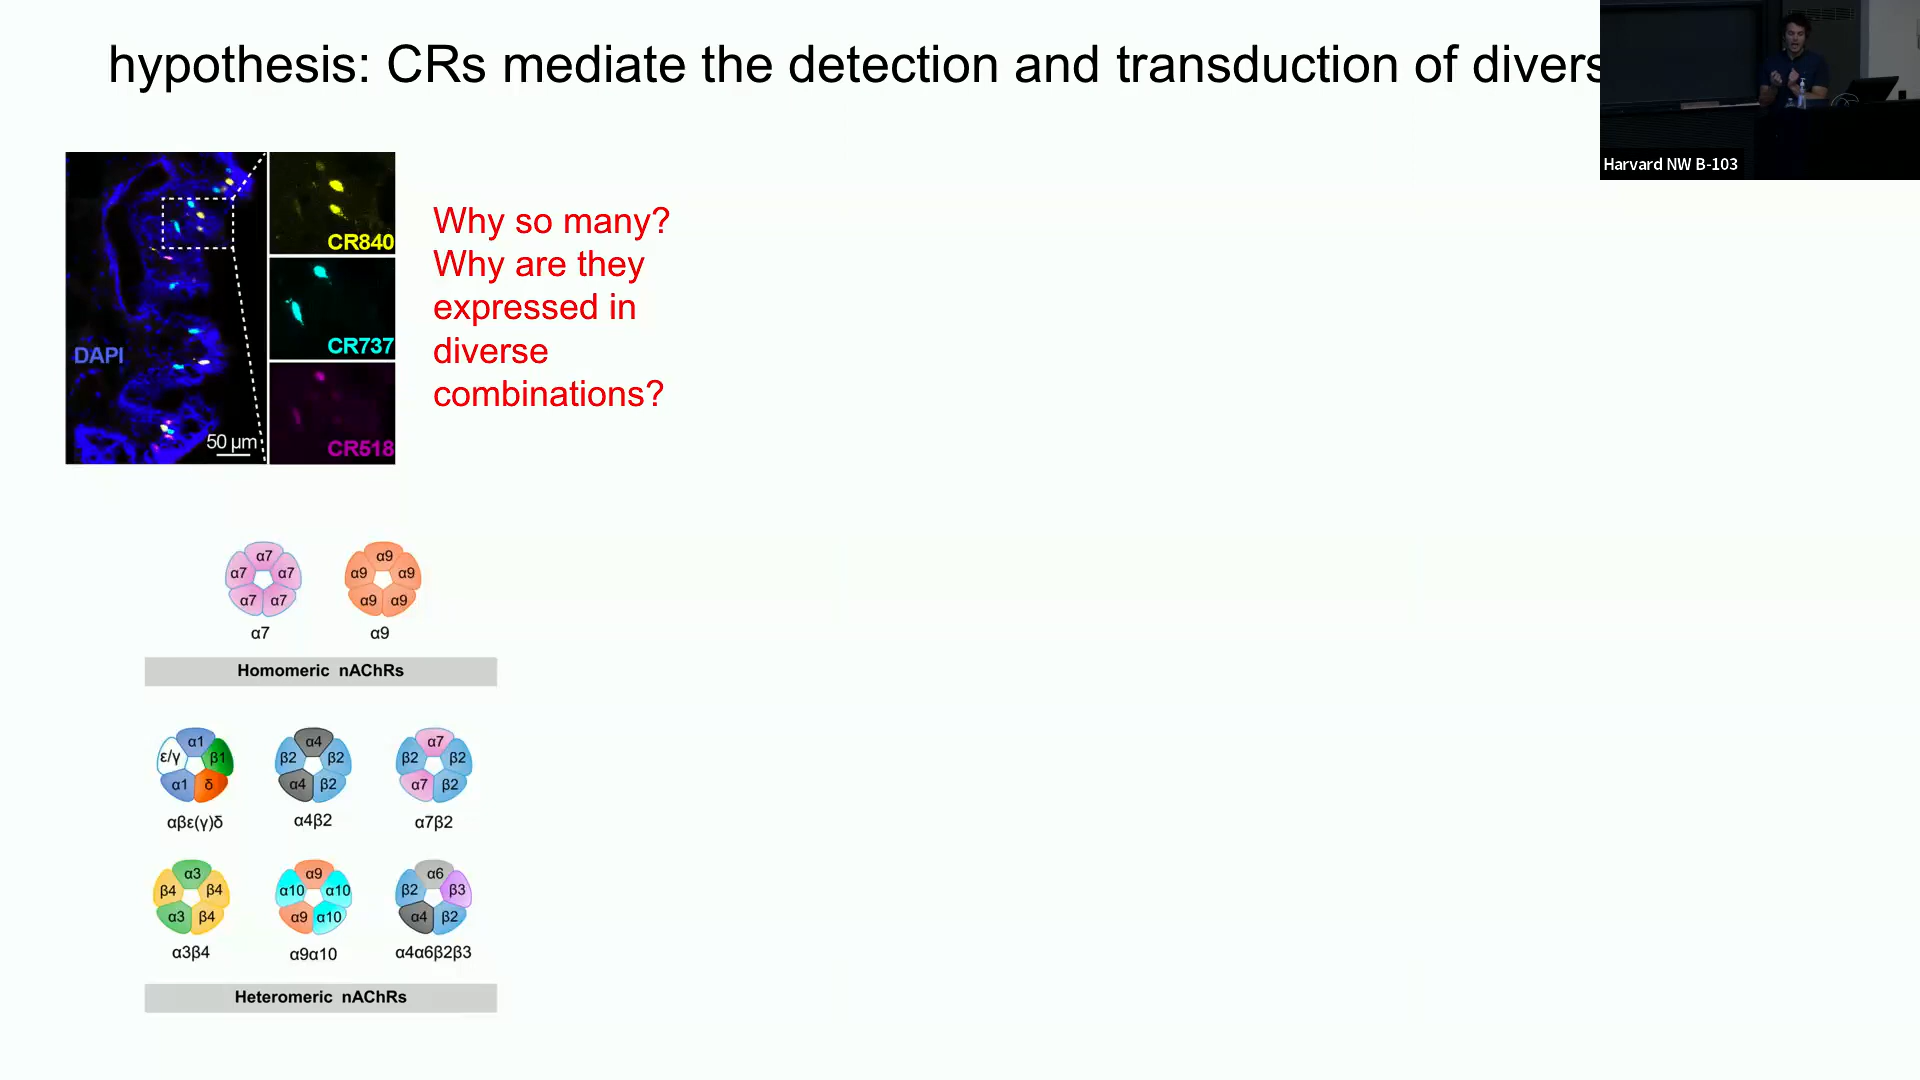 hypothesis: CRs mediate the detection and transduction of divers
Harvard NW B-103
DAPI
50 µm
CR840
CR737
CR518
Why so many?
Why are they
expressed in
diverse
combinations?
α7
α7 α7
α7 α7
α7
α9
α9 α9
α9 α9
α9
Homomeric nAChRs
α1
ε/γ β1
α1 δ
αβε(γ)δ
α4
β2 β2
α4 β2
α4β2
α7
β2 β2
α7 β2
α7β2
α3
β4 β4
α3 β4
α3β4
α9
α10 α10
α9 α10
α9α10
α6
β2 β3
α4 β2
α4α6β2β3
Heteromeric nAChRs